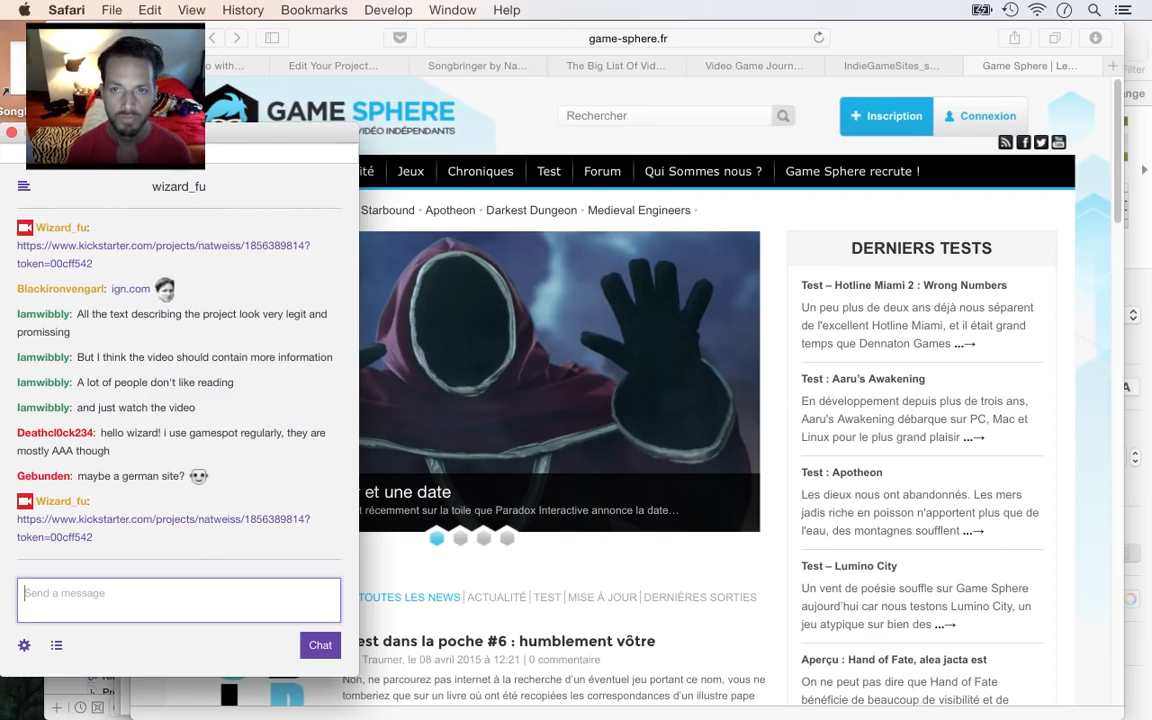 Safari File Edit View History Bookmarks Develop Window Help
game-sphere.fr
o with...
Edit Your Project...
Songbringer by Na...
The Big List Of Vid...
Video Game Journ...
IndieGameSites_s...
Game Sphere | Le...
Filter
GAME SPHERE
VIDÉO INDÉPENDANTS
Rechercher
Inscription
Connexion
Jeux
Chroniques
Test
Forum
Qui Sommes nous ?
Game Sphere recrute !
Starbound · Apotheon · Darkest Dungeon · Medieval Engineers ·
wizard_fu
Wizard_fu:
https://www.kickstarter.com/projects/natweiss/1856389814?
token=00cff542
Blackironvengarl: ign.com
Iamwibbly: All the text describing the project look very legit and
promissing
Iamwibbly: But I think the video should contain more information
Iamwibbly: A lot of people don't like reading
Iamwibbly: and just watch the video
Deathcl0ck234: hello wizard! i use gamespot regularly, they are
mostly AAA though
Gebunden: maybe a german site?
Wizard_fu:
https://www.kickstarter.com/projects/natweiss/1856389814?
token=00cff542
Send a message
Chat
et une date
récemment sur la toile que Paradox Interactive annonce la date…
TOUTES LES NEWS
ACTUALITÉ
TEST
MISE À JOUR
DERNIÈRES SORTIES
est dans la poche #6 : humblement vôtre
Traumer, le 08 avril 2015 à 12:21 | 0 commentaire
Non, ne parcourez pas internet à la recherche d'un éventuel jeu portant ce nom, vous ne
tomberiez que sur un livre où ont été recopiées les correspondances d'un illustre pape
DERNIERS TESTS
Test – Hotline Miami 2 : Wrong Numbers
Un peu plus de deux ans déjà nous séparent
de l'excellent Hotline Miami, et il était grand
temps que Dennaton Games ...→
Test : Aaru's Awakening
En développement depuis plus de trois ans,
Aaru's Awakening débarque sur PC, Mac et
Linux pour le plus grand plaisir ...→
Test : Apotheon
Les dieux nous ont abandonnés. Les mers
jadis riche en poisson n'apportent plus que de
l'eau, des montagnes soufflent ...→
Test – Lumino City
Un vent de poésie souffle sur Game Sphere
aujourd'hui car nous testons Lumino City, un
jeu atypique sur bien des ...→
Aperçu : Hand of Fate, alea jacta est
On ne peut pas dire que Hand of Fate
bénéficie de beaucoup de visibilité et de